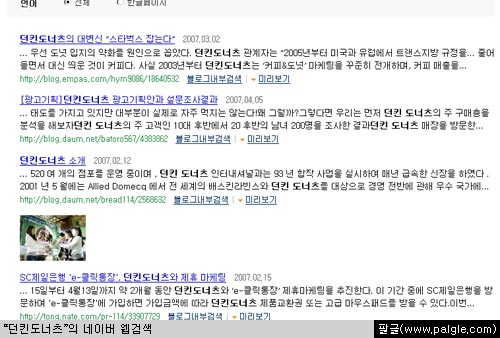 언어 전체 한글페이지
던킨도너츠의 대변신 "스타벅스 잡는다" 2007,03,02
... 우선 도넛 입지의 약화를 원인으로 꼽았다. 던킨도너츠 관계자는 "2005년부터 미국과 유럽에서 트랜스지방 규정을... 줄어
들면서 대신 띄운 것이 커피다. 사실 2003년부터 던킨도너츠는 '커피&도넛' 마케팅을 꾸준히 전개하며, 커피 매출을...
http://blog.empas.com/hym9086/18640532 블로그내부검색 미리보기
[광고기획]던킨도너츠 광고기획안과 설문조사결과 2007,04,05
... 태도를 가지고 있지만 대부분이 실제로 자주 먹지는 않는다!왜 그럴까?그렇다면 우리는 먼저 던킨 도너츠의 주 구매층을
분석을 해보자던킨 도너츠의 주 고객인 10대 후반에서 20 후반의 남녀 200명을 조사한 결과던킨 도너츠 매장을 방문한...
http://blog.daum.net/batoro567/4383862 블로그내부검색 미리보기
던킨도너츠 소개 2007,02,12
... 520 여 개의 점포를 운영 중이며 , 던킨 도너츠 인터내셔널과는 93 년 합작 사업을 실시하여 매년 급속한 신장을 하였다 .
2001 년 5 월에는 Allied Domecq 에서 전 세계의 배스킨라빈스와 던킨도너츠를 대상으로 경영 전반에 관해 우수 국가에...
http://blog.daum.net/bread114/2568632 블로그내부검색 미리보기
SC제일은행 'e-클릭통장', 던킨도너츠와 제휴 마케팅 2007,02,15
... 15일부터 4월13일까지 약 2개월 동안 던킨도너츠와 'e-클릭통장' 제휴마케팅을 추진한다. 이 기간 중에 SC제일은행을 방
문하여 'e-클릭통장'에 가입하면 가입금액에 따라 던킨도너츠 제품교환권 또는 고급 마우스패드를 받을 수 있다.이번...
http://tong.nate.com/pr-114/33907729 블로그내부검색 미리보기
"던킨도너츠"의 네이버 웹검색 팔글(www.palgle.com)